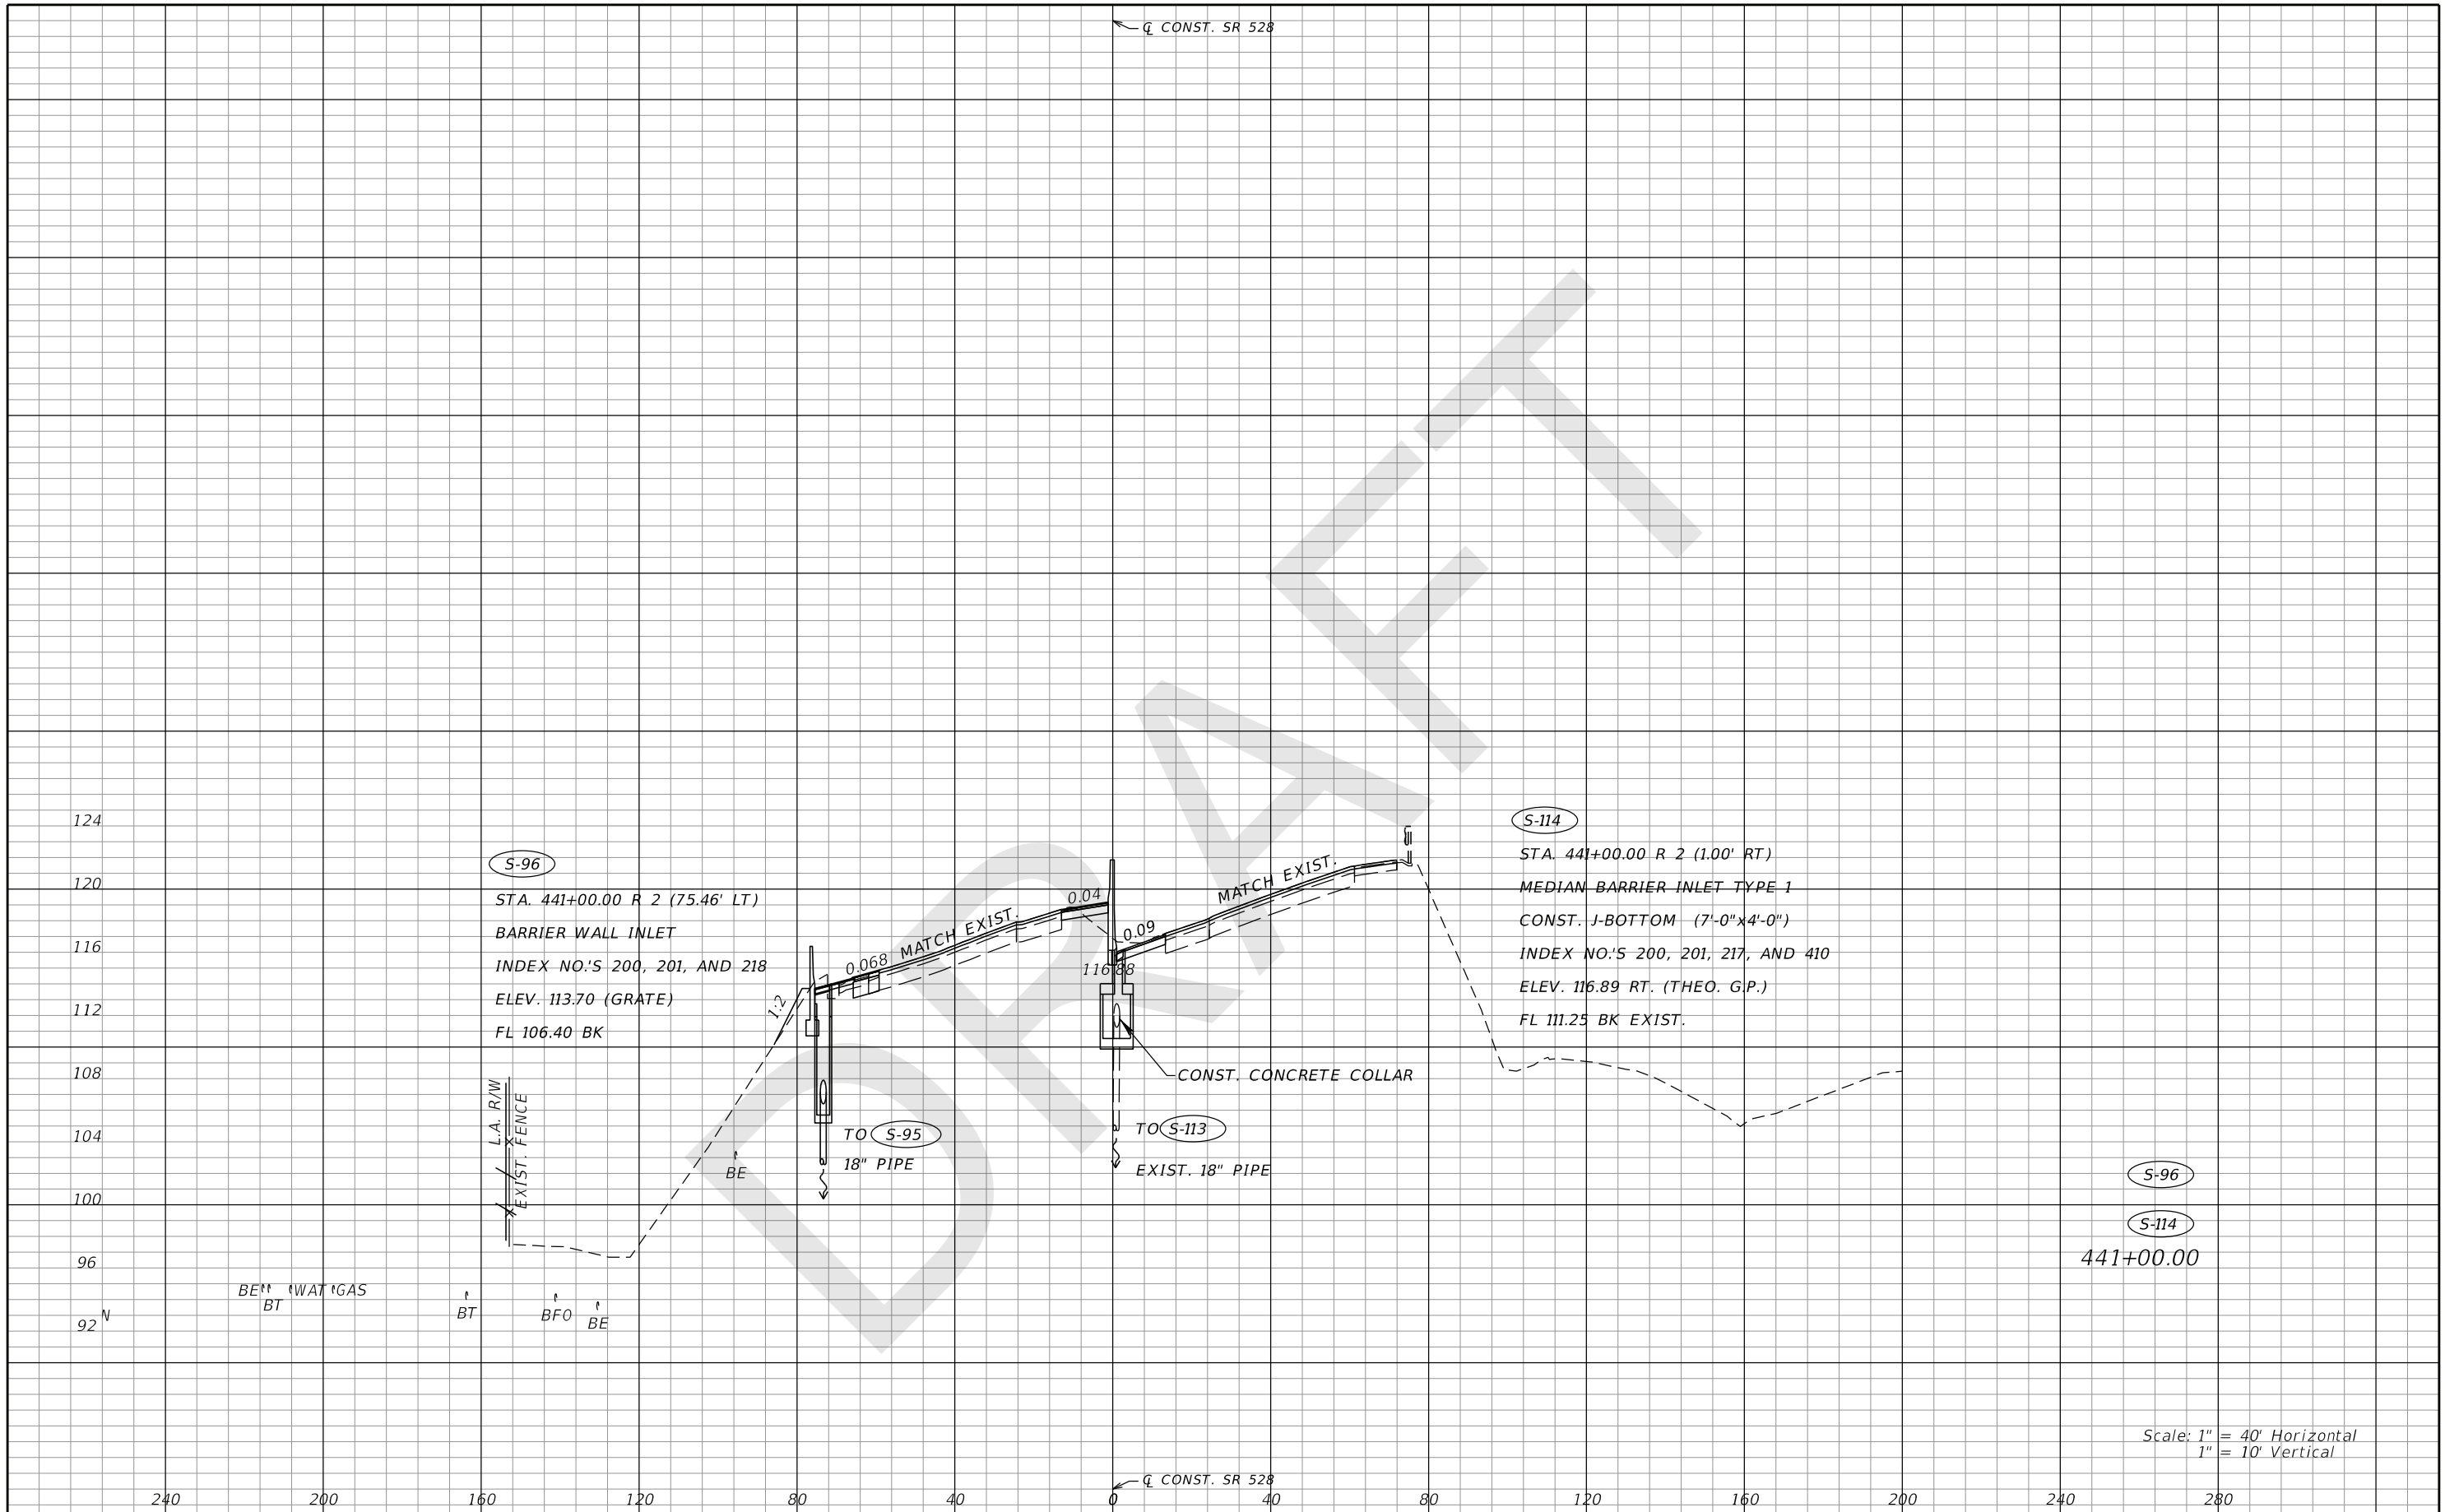 ℄ CONST. SR 528
DRAFT
124
120
116
112
108
104
100
96
92
N
S-96
STA. 441+00.00 R 2 (75.46' LT)
BARRIER WALL INLET
INDEX NO.'S 200, 201, AND 218
ELEV. 113.70 (GRATE)
FL 106.40 BK
S-114
STA. 441+00.00 R 2 (1.00' RT)
MEDIAN BARRIER INLET TYPE 1
CONST. J-BOTTOM (7'-0"x4'-0")
INDEX NO.'S 200, 201, 217, AND 410
ELEV. 116.89 RT. (THEO. G.P.)
FL 111.25 BK EXIST.
1:2
0.068
MATCH EXIST.
0.04
0.09
MATCH EXIST.
116.88
CONST. CONCRETE COLLAR
L.A. R/W
EXIST. FENCE
TO S-95
18" PIPE
TO S-113
EXIST. 18" PIPE
BE
BE
BT
WAT
GAS
BT
BFO
BE
S-96
S-114
441+00.00
Scale: 1" = 40' Horizontal
1" = 10' Vertical
℄ CONST. SR 528
240 200 160 120 80 40 0 40 80 120 160 200 240 280